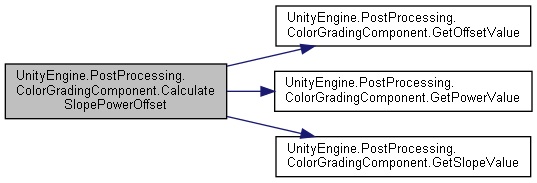 UnityEngine.PostProcessing.
ColorGradingComponent.Calculate
SlopePowerOffset
UnityEngine.PostProcessing.
ColorGradingComponent.GetOffsetValue
UnityEngine.PostProcessing.
ColorGradingComponent.GetPowerValue
UnityEngine.PostProcessing.
ColorGradingComponent.GetSlopeValue